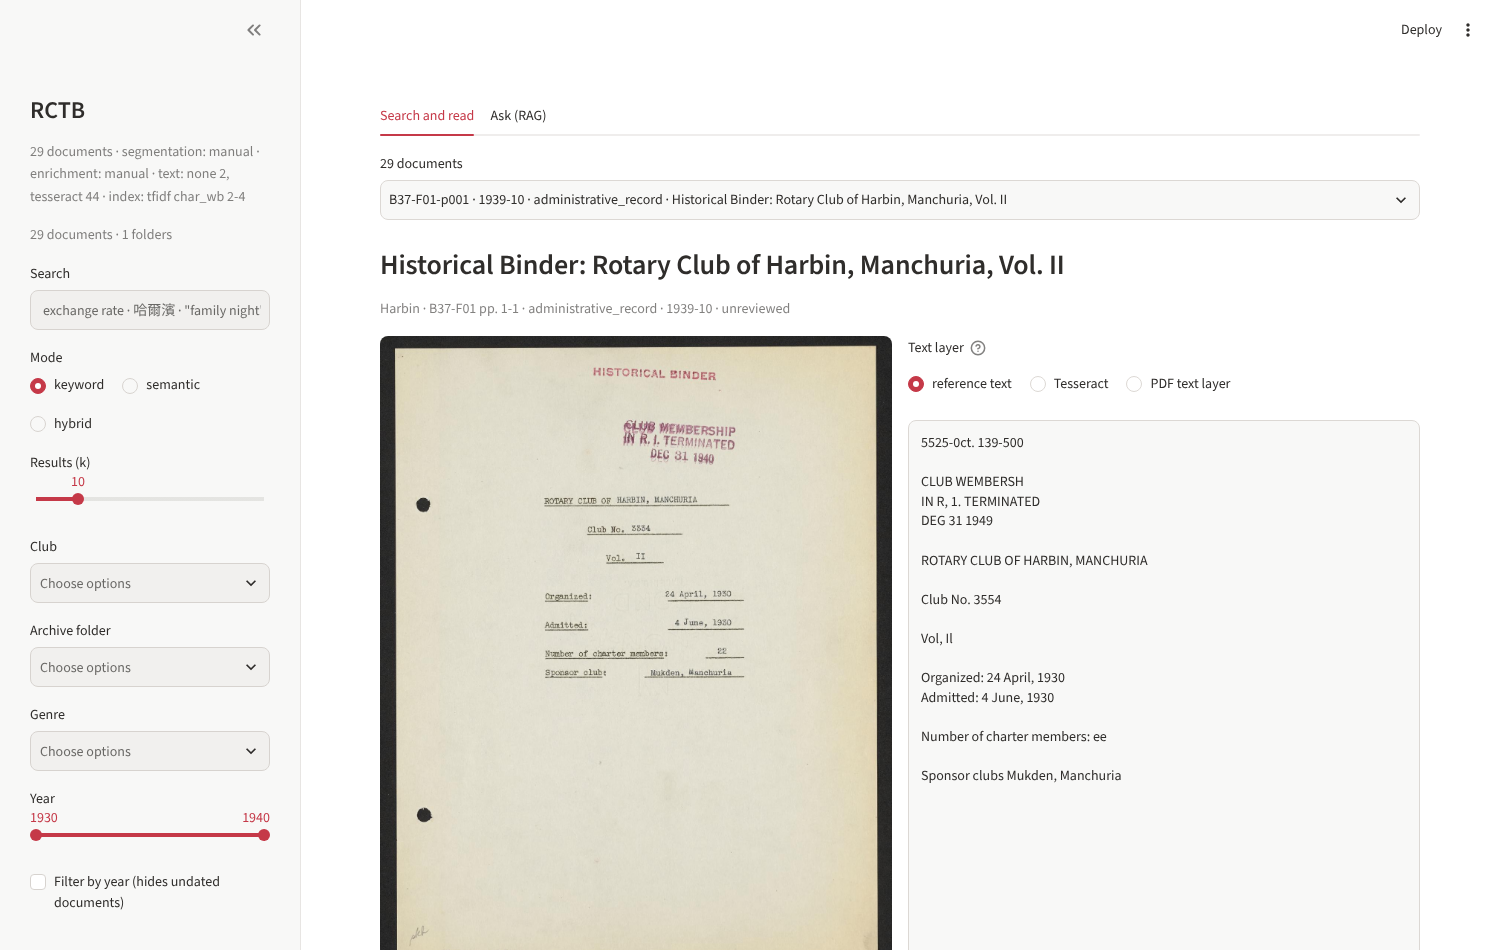 Deploy
RCTB
29 documents · segmentation: manual ·
enrichment: manual · text: none 2,
tesseract 44 · index: tfidf char_wb 2-4
29 documents · 1 folders
Search
exchange rate · 哈爾濱 · "family night"
Mode
keyword
semantic
hybrid
Results (k)
10
Club
Choose options
Archive folder
Choose options
Genre
Choose options
Year
1930 1940
Filter by year (hides undated
documents)
Search and read
Ask (RAG)
29 documents
B37-F01-p001 · 1939-10 · administrative_record · Historical Binder: Rotary Club of Harbin, Manchuria, Vol. II
Historical Binder: Rotary Club of Harbin, Manchuria, Vol. II
Harbin · B37-F01 pp. 1-1 · administrative_record · 1939-10 · unreviewed
HISTORICAL BINDER
CLUB MEMBERSHIP
IN R. I. TERMINATED
DEC 31 1940
ROTARY CLUB OF HARBIN, MANCHURIA
Club No. 3554
Vol. II
Organized: 24 April, 1930
Admitted: 4 June, 1930
Number of charter members: 22
Sponsor club: Mukden, Manchuria
Text layer
reference text
Tesseract
PDF text layer
5525-0ct. 139-500
CLUB WEMBERSH
IN R, 1. TERMINATED
DEG 31 1949
ROTARY CLUB OF HARBIN, MANCHURIA
Club No. 3554
Vol, Il
Organized: 24 April, 1930
Admitted: 4 June, 1930
Number of charter members: ee
Sponsor clubs Mukden, Manchuria